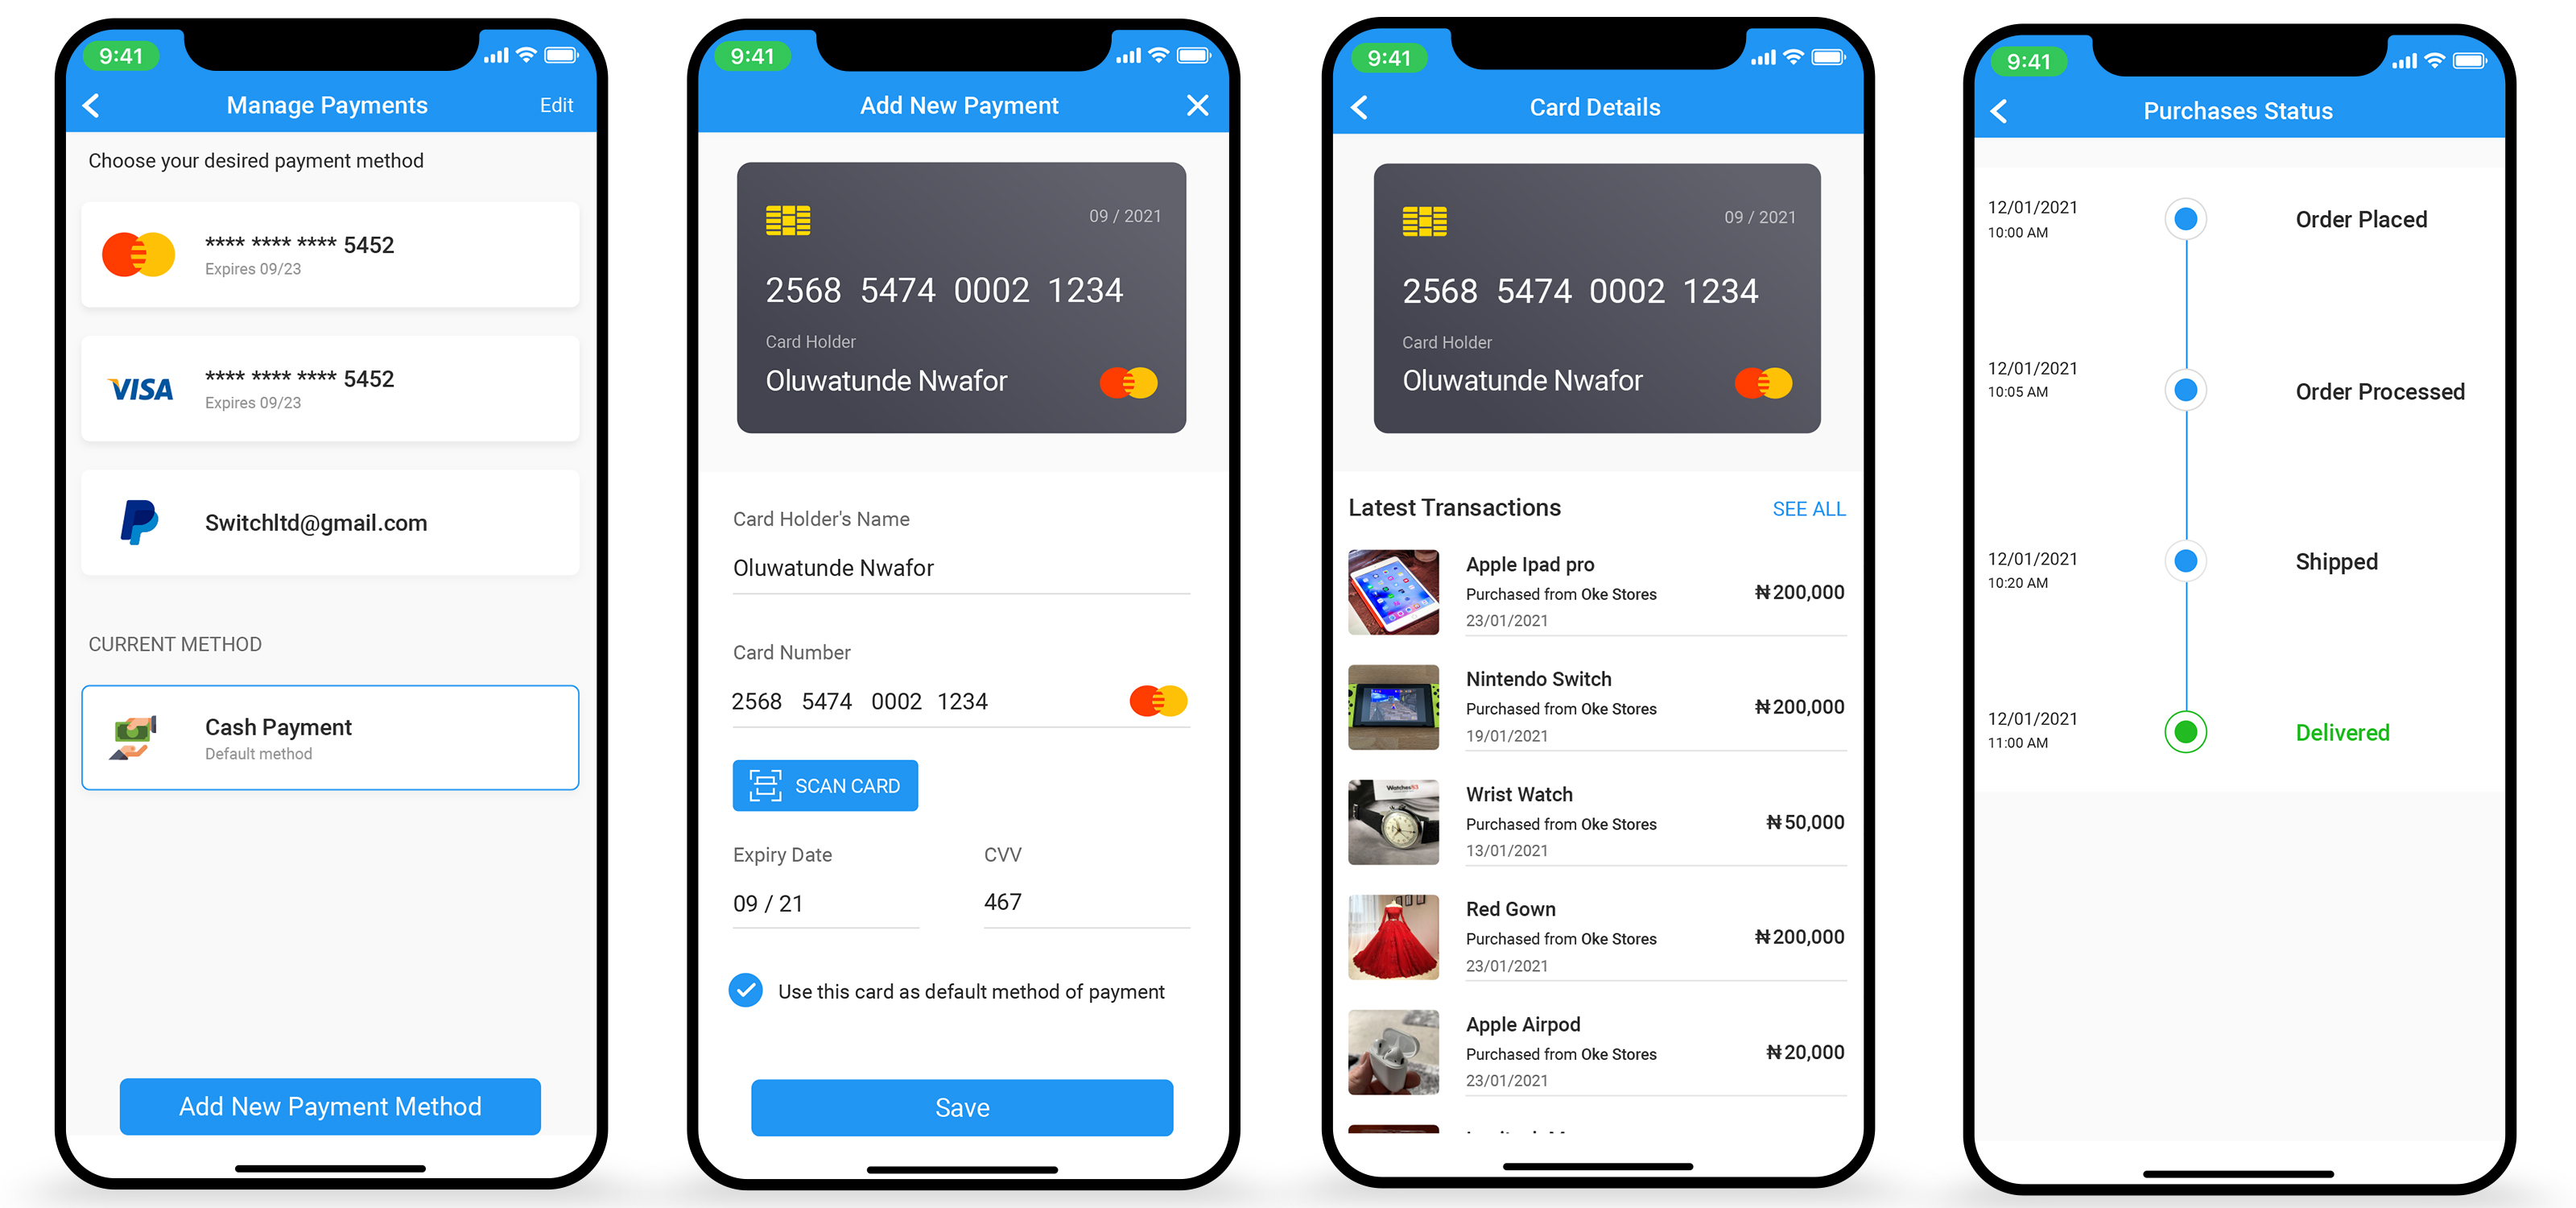 9:41
Manage Payments
Edit
Choose your desired payment method
**** **** **** 5452
Expires 09/23
VISA
**** **** **** 5452
Expires 09/23
Switchltd@gmail.com
CURRENT METHOD
Cash Payment
Default method
Add New Payment Method
9:41
Add New Payment
09 / 2021
2568 5474 0002 1234
Card Holder
Oluwatunde Nwafor
Card Holder's Name
Oluwatunde Nwafor
Card Number
2568 5474 0002 1234
SCAN CARD
Expiry Date
CVV
09 / 21
467
Use this card as default method of payment
Save
9:41
Card Details
09 / 2021
2568 5474 0002 1234
Card Holder
Oluwatunde Nwafor
Latest Transactions
SEE ALL
Apple Ipad pro
Purchased from Oke Stores
₦200,000
23/01/2021
Nintendo Switch
Purchased from Oke Stores
₦200,000
19/01/2021
Wrist Watch
Purchased from Oke Stores
₦50,000
13/01/2021
Red Gown
Purchased from Oke Stores
₦200,000
23/01/2021
Apple Airpod
Purchased from Oke Stores
₦20,000
23/01/2021
9:41
Purchases Status
12/01/2021
10:00 AM
Order Placed
12/01/2021
10:05 AM
Order Processed
12/01/2021
10:20 AM
Shipped
12/01/2021
11:00 AM
Delivered